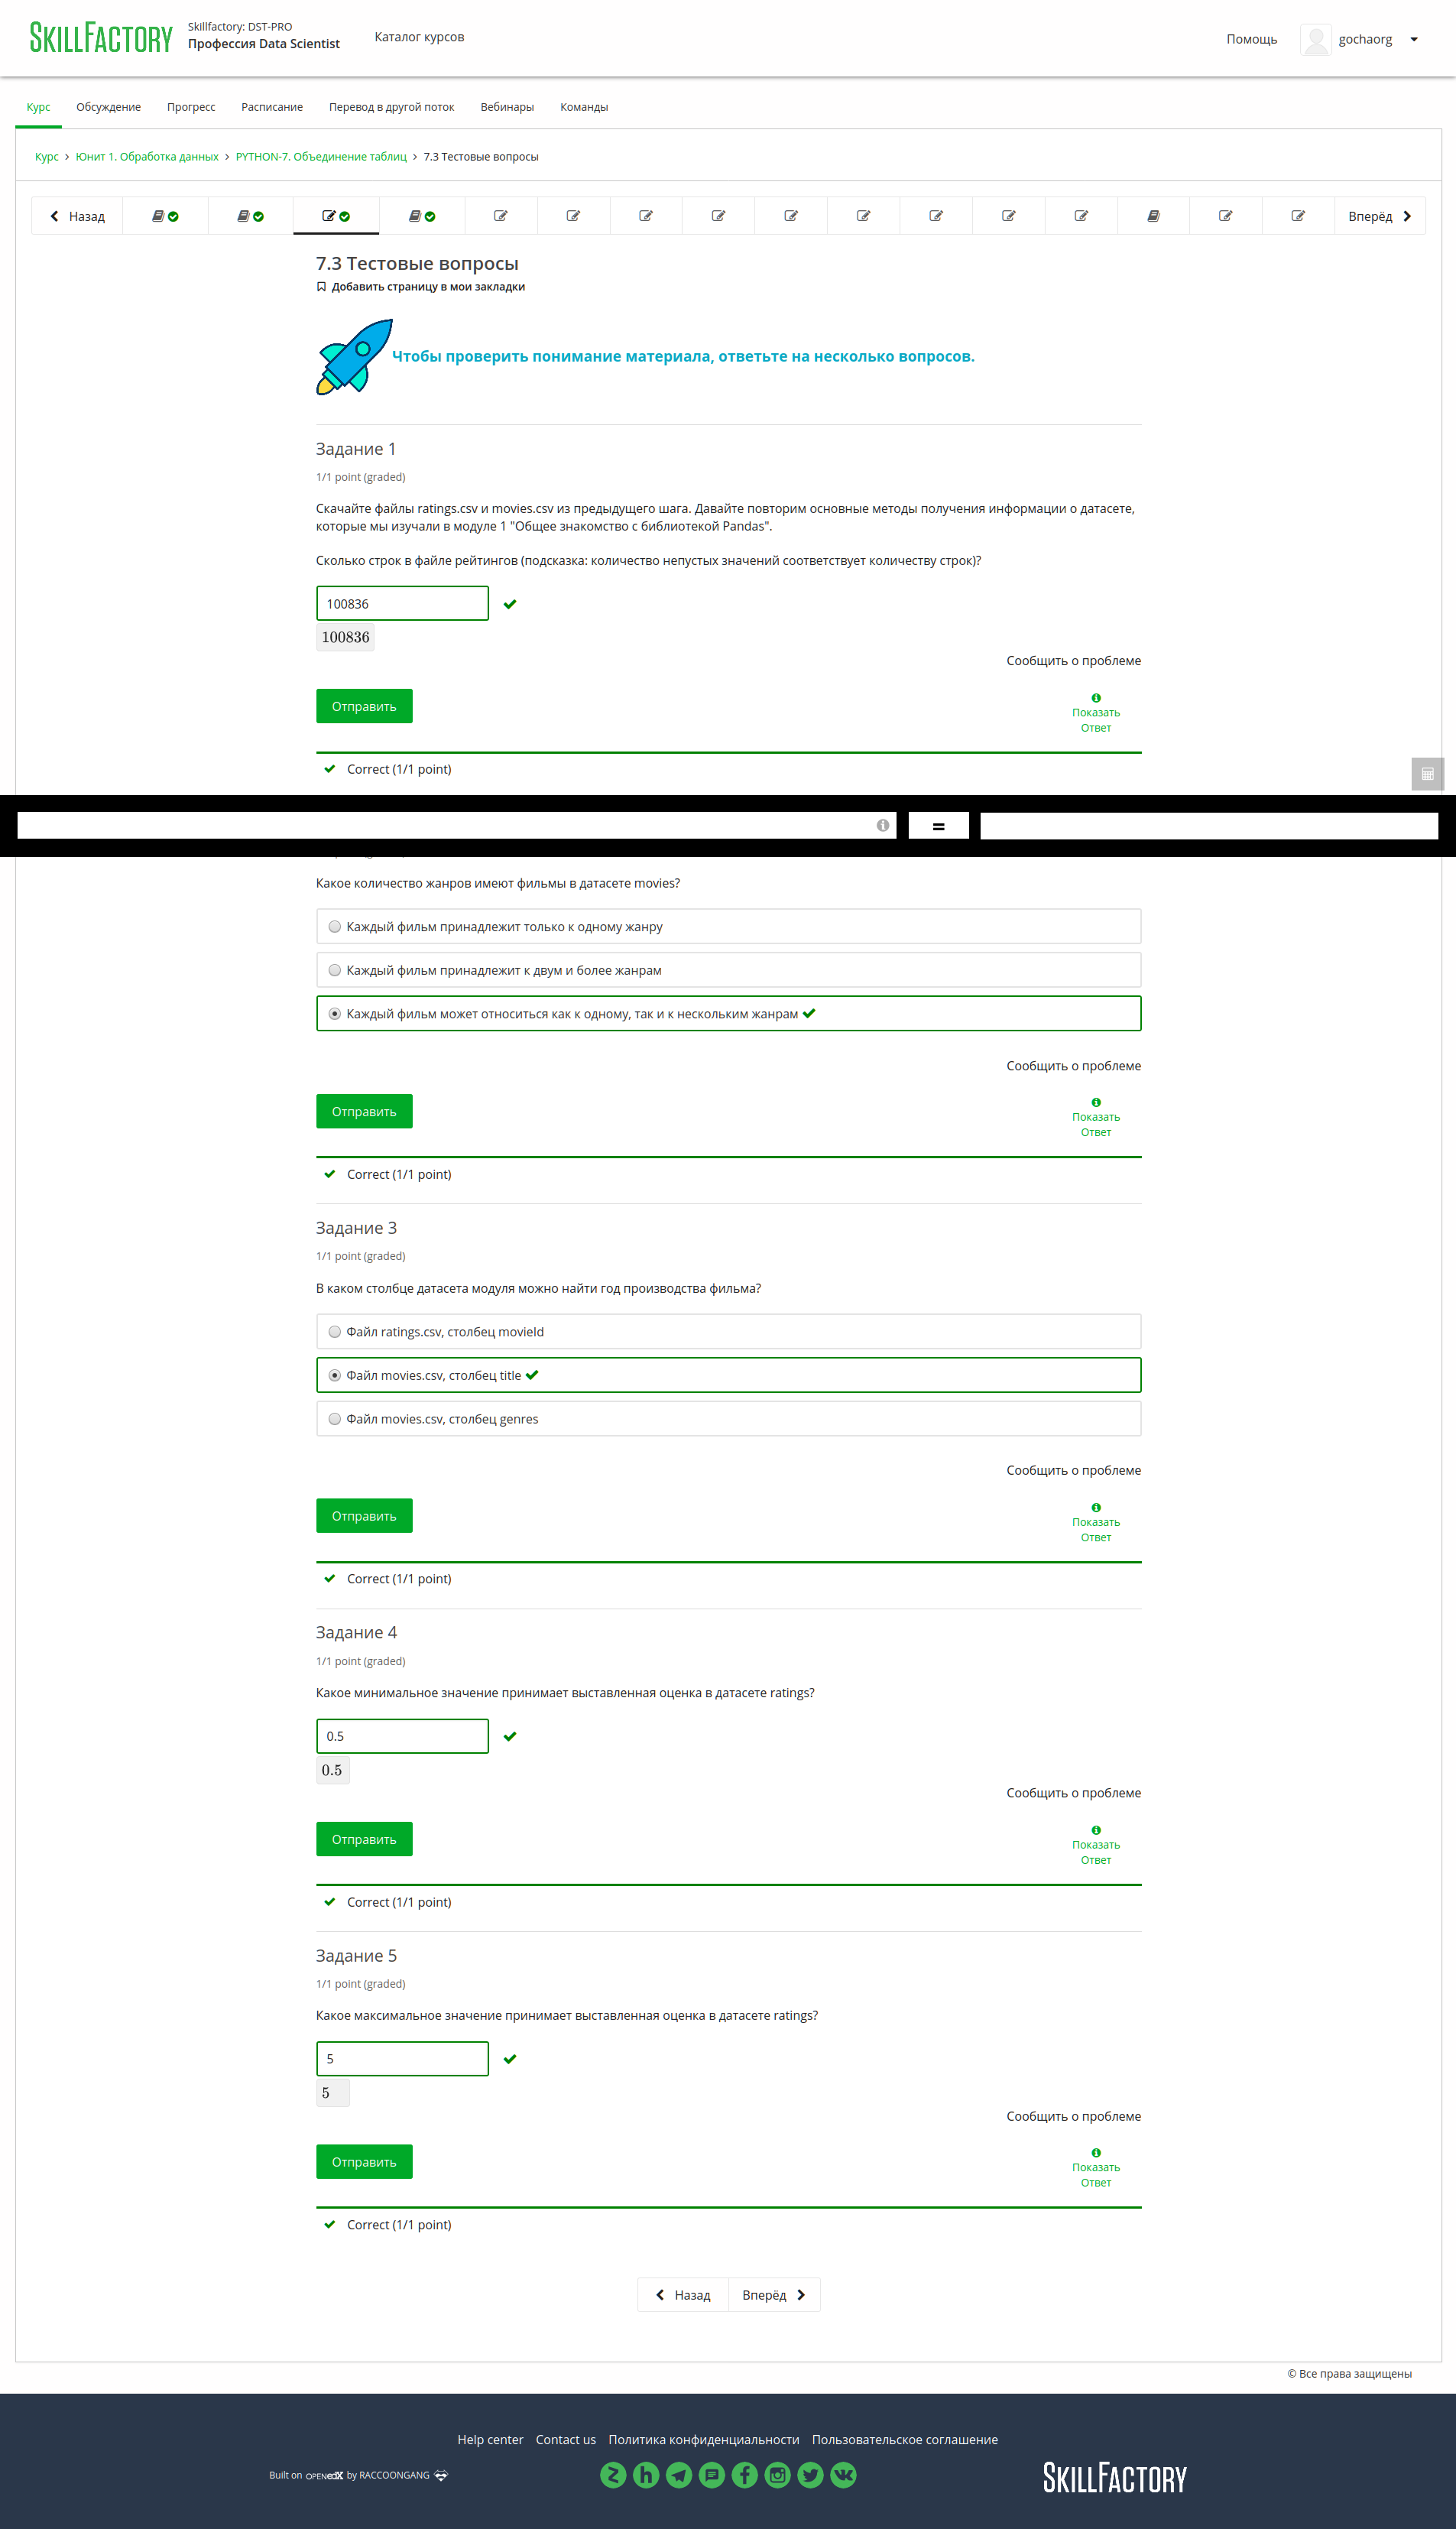 SKILLFACTORY
Skillfactory: DST-PRO
Профессия Data Scientist
Каталог курсов
Помощь
gochaorg
Курс
Обсуждение
Прогресс
Расписание
Перевод в другой поток
Вебинары
Команды
Курс > Юнит 1. Обработка данных > PYTHON-7. Объединение таблиц > 7.3 Тестовые вопросы
Назад
Вперёд
7.3 Тестовые вопросы
Добавить страницу в мои закладки
Чтобы проверить понимание материала, ответьте на несколько вопросов.
Задание 1
1/1 point (graded)
Скачайте файлы ratings.csv и movies.csv из предыдущего шага. Давайте повторим основные методы получения информации о датасете,
которые мы изучали в модуле 1 "Общее знакомство с библиотекой Pandas".
Сколько строк в файле рейтингов (подсказка: количество непустых значений соответствует количеству строк)?
100836
100836
Сообщить о проблеме
Отправить
Показать
Ответ
Correct (1/1 point)
=
Какое количество жанров имеют фильмы в датасете movies?
Каждый фильм принадлежит только к одному жанру
Каждый фильм принадлежит к двум и более жанрам
Каждый фильм может относиться как к одному, так и к нескольким жанрам
Сообщить о проблеме
Отправить
Показать
Ответ
Correct (1/1 point)
Задание 3
1/1 point (graded)
В каком столбце датасета модуля можно найти год производства фильма?
Файл ratings.csv, столбец movieId
Файл movies.csv, столбец title
Файл movies.csv, столбец genres
Сообщить о проблеме
Отправить
Показать
Ответ
Correct (1/1 point)
Задание 4
1/1 point (graded)
Какое минимальное значение принимает выставленная оценка в датасете ratings?
0.5
0.5
Сообщить о проблеме
Отправить
Показать
Ответ
Correct (1/1 point)
Задание 5
1/1 point (graded)
Какое максимальное значение принимает выставленная оценка в датасете ratings?
5
5
Сообщить о проблеме
Отправить
Показать
Ответ
Correct (1/1 point)
Назад
Вперёд
© Все права защищены
Help center
Contact us
Политика конфиденциальности
Пользовательское соглашение
Built on OPENedX by RACCOONGANG
SKILLFACTORY